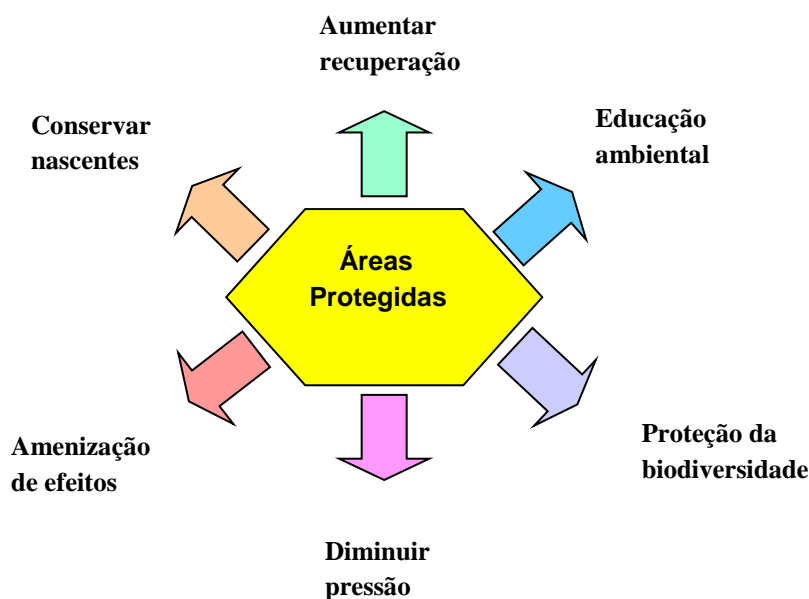 Aumentar
recuperação
Conservar
nascentes
Educação
ambiental
Áreas
Protegidas
Amenização
de efeitos
Proteção da
biodiversidade
Diminuir
pressão